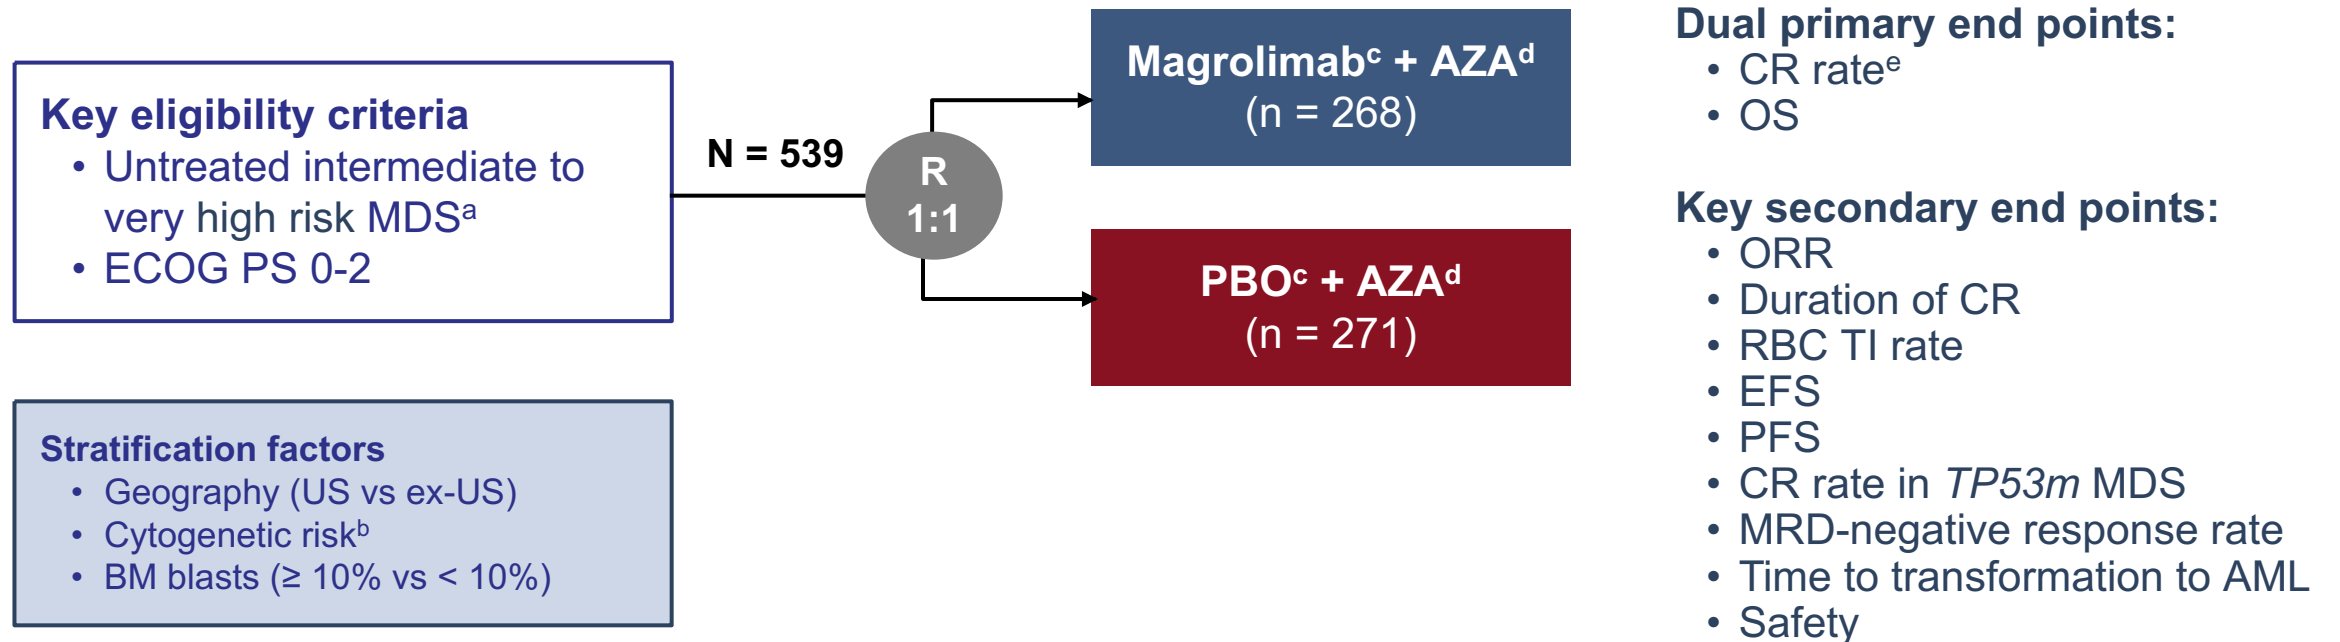 Key eligibility criteria
• Untreated intermediate to
very high risk MDSᵃ
• ECOG PS 0-2
Stratification factors
• Geography (US vs ex-US)
• Cytogenetic riskᵇ
• BM blasts (≥ 10% vs < 10%)
N = 539
R
1:1
Magrolimabᶜ + AZAᵈ
(n = 268)
PBOᶜ + AZAᵈ
(n = 271)
Dual primary end points:
• CR rateᵉ
• OS
Key secondary end points:
• ORR
• Duration of CR
• RBC TI rate
• EFS
• PFS
• CR rate in TP53m MDS
• MRD-negative response rate
• Time to transformation to AML
• Safety